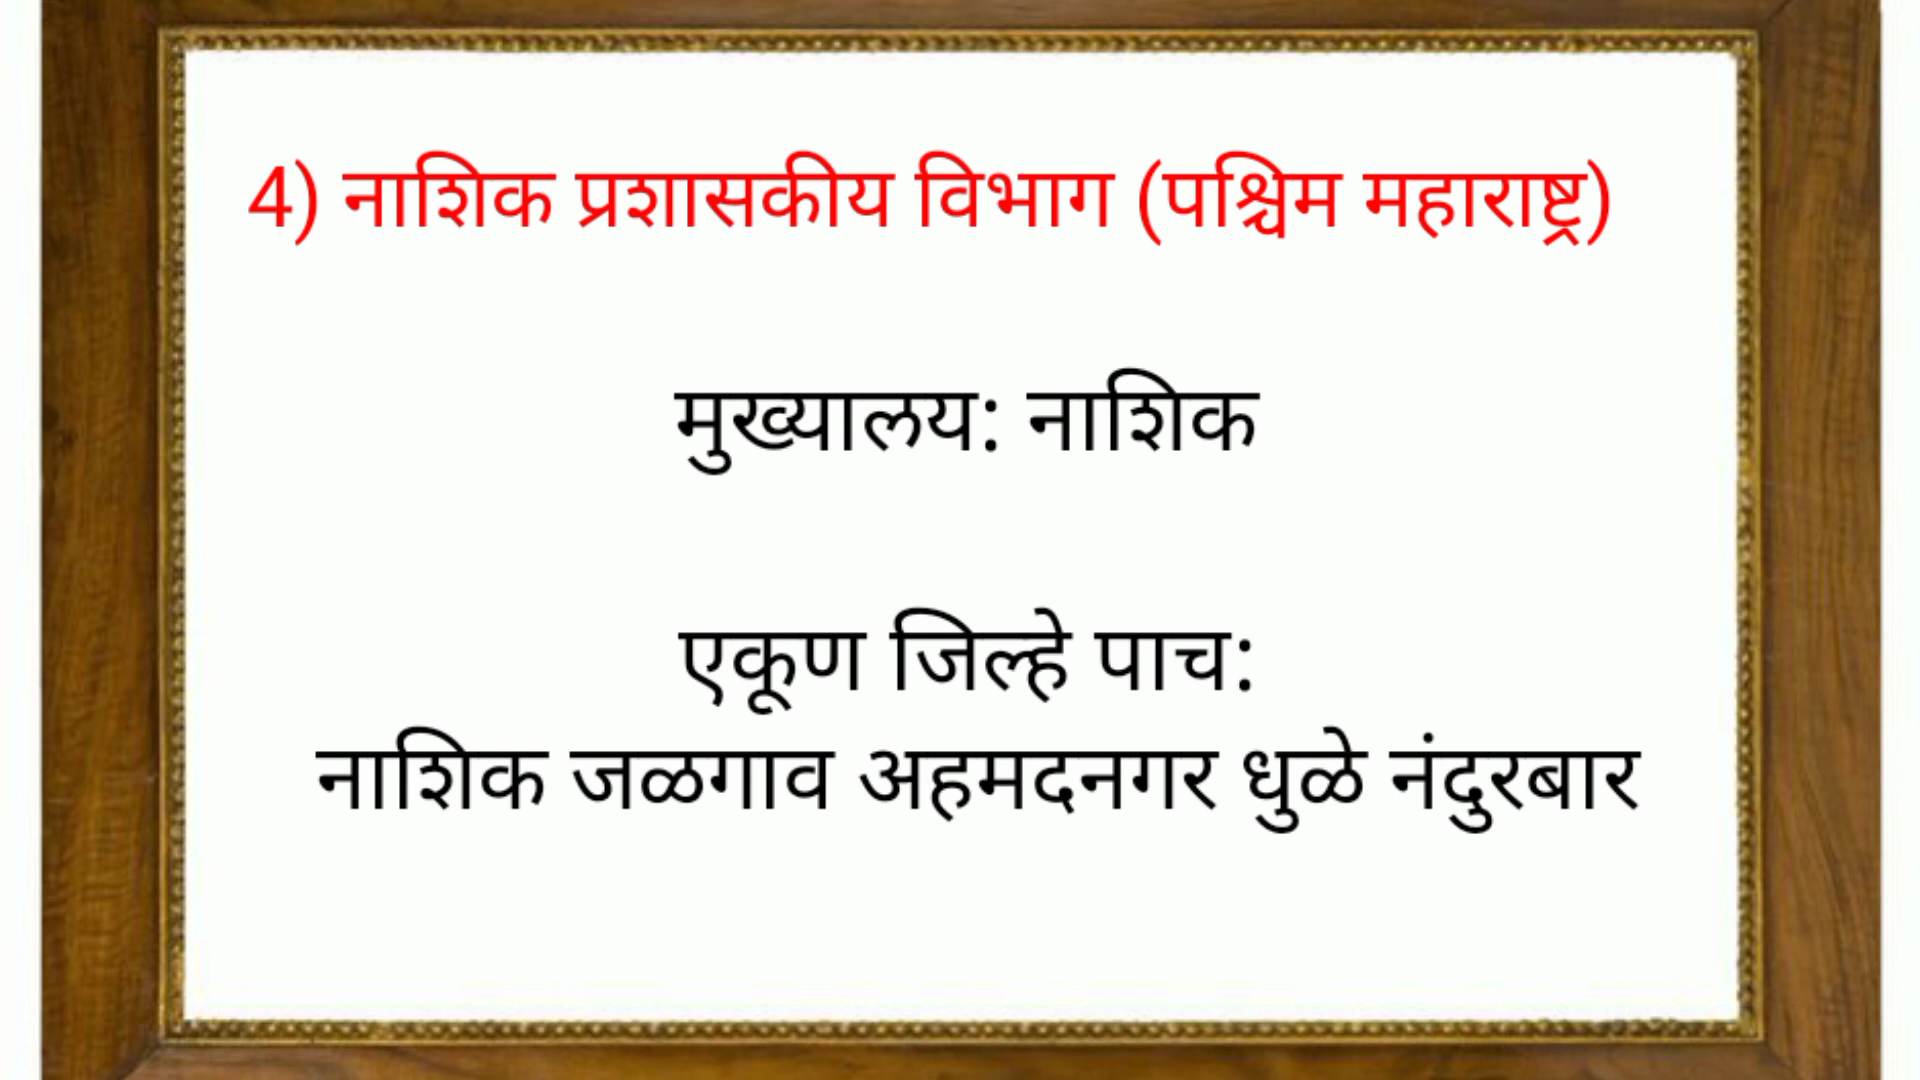 4) नाशिक प्रशासकीय विभाग (पश्चिम महाराष्ट्र)
मुख्यालय: नाशिक
एकूण जिल्हे पाच:
नाशिक जळगाव अहमदनगर धुळे नंदुरबार